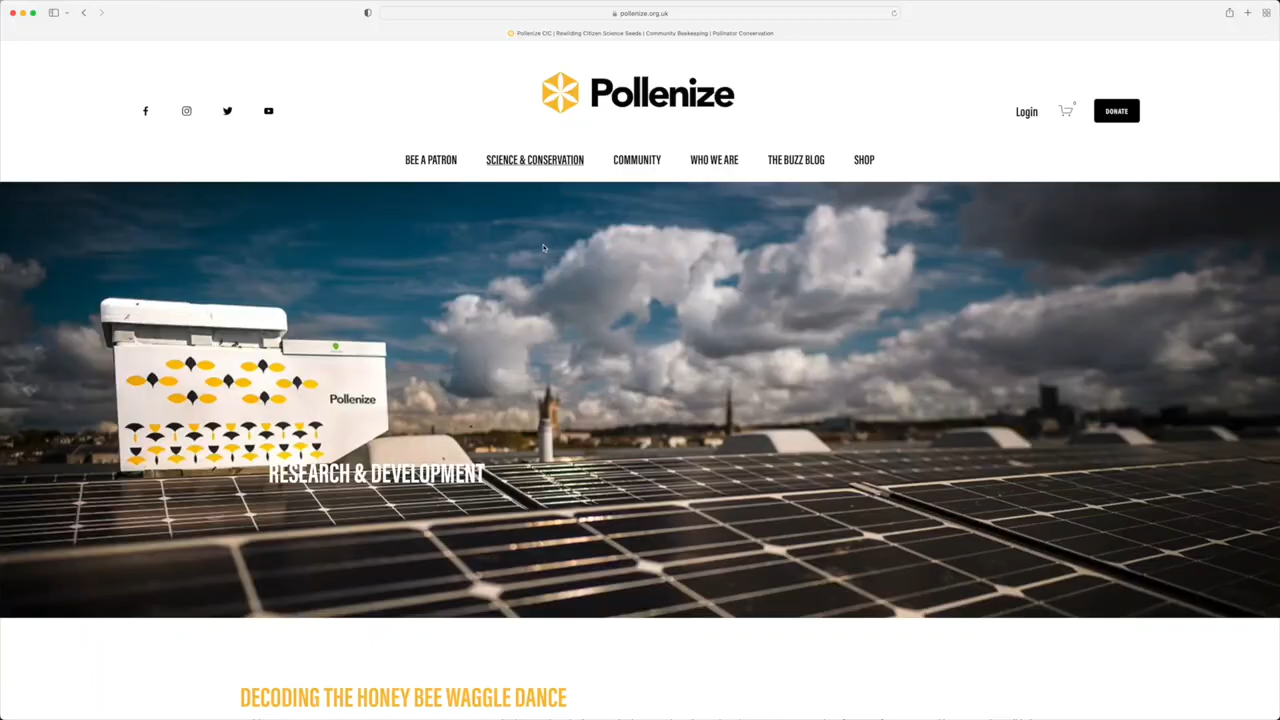 pollenize.org.uk
Pollenize CIC | Rewilding Citizen Science Seeds | Community Beekeeping | Pollinator Conservation
Pollenize
Login
0
DONATE
BEE A PATRON
SCIENCE & CONSERVATION
COMMUNITY
WHO WE ARE
THE BUZZ BLOG
SHOP
Pollenize
RESEARCH & DEVELOPMENT
DECODING THE HONEY BEE WAGGLE DANCE